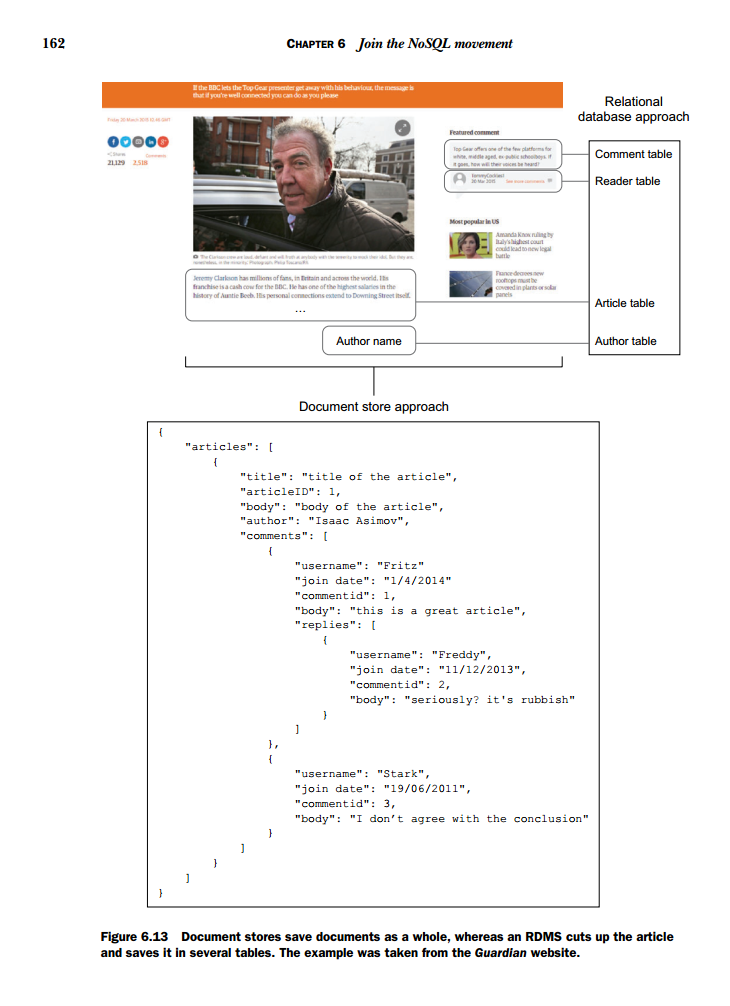 162
CHAPTER 6 Join the NoSQL movement
If the BBC lets the Top Gear presenter get away with his behaviour, the message is
that if you're well connected you can do as you please
Relational
database approach
Friday 20 March 2015 12.46 GMT
Shares
Comments
21,129 2,518
Featured comment
Top Gear offers one of the few platforms for
white, middle aged, ex-public schoolboys. If
it goes, how will their voices be heard?
Comment table
26 Mar 2015 See more comments
Reader table
Most popular in US
Amanda Knox ruling by
Italy's highest court
could lead to new legal
battle
France decrees new
rooftops must be
covered in plants or solar
panels
Jeremy Clarkson has millions of fans, in Britain and across the world. His
franchise is a cash cow for the BBC. He has one of the highest salaries in the
history of Auntie Beeb. His personal connections extend to Downing Street itself.
...
Article table
Author name
Author table
Document store approach
{
"articles": [
{
"title": "title of the article",
"articleID": 1,
"body": "body of the article",
"author": "Isaac Asimov",
"comments": [
{
"username": "Fritz"
"join date": "1/4/2014"
"commentid": 1,
"body": "this is a great article",
"replies": [
{
"username": "Freddy",
"join date": "11/12/2013",
"commentid": 2,
"body": "seriously? it's rubbish"
}
]
},
{
"username": "Stark",
"join date": "19/06/2011",
"commentid": 3,
"body": "I don’t agree with the conclusion"
}
]
}
]
}
Figure 6.13 Document stores save documents as a whole, whereas an RDMS cuts up the article
and saves it in several tables. The example was taken from the Guardian website.